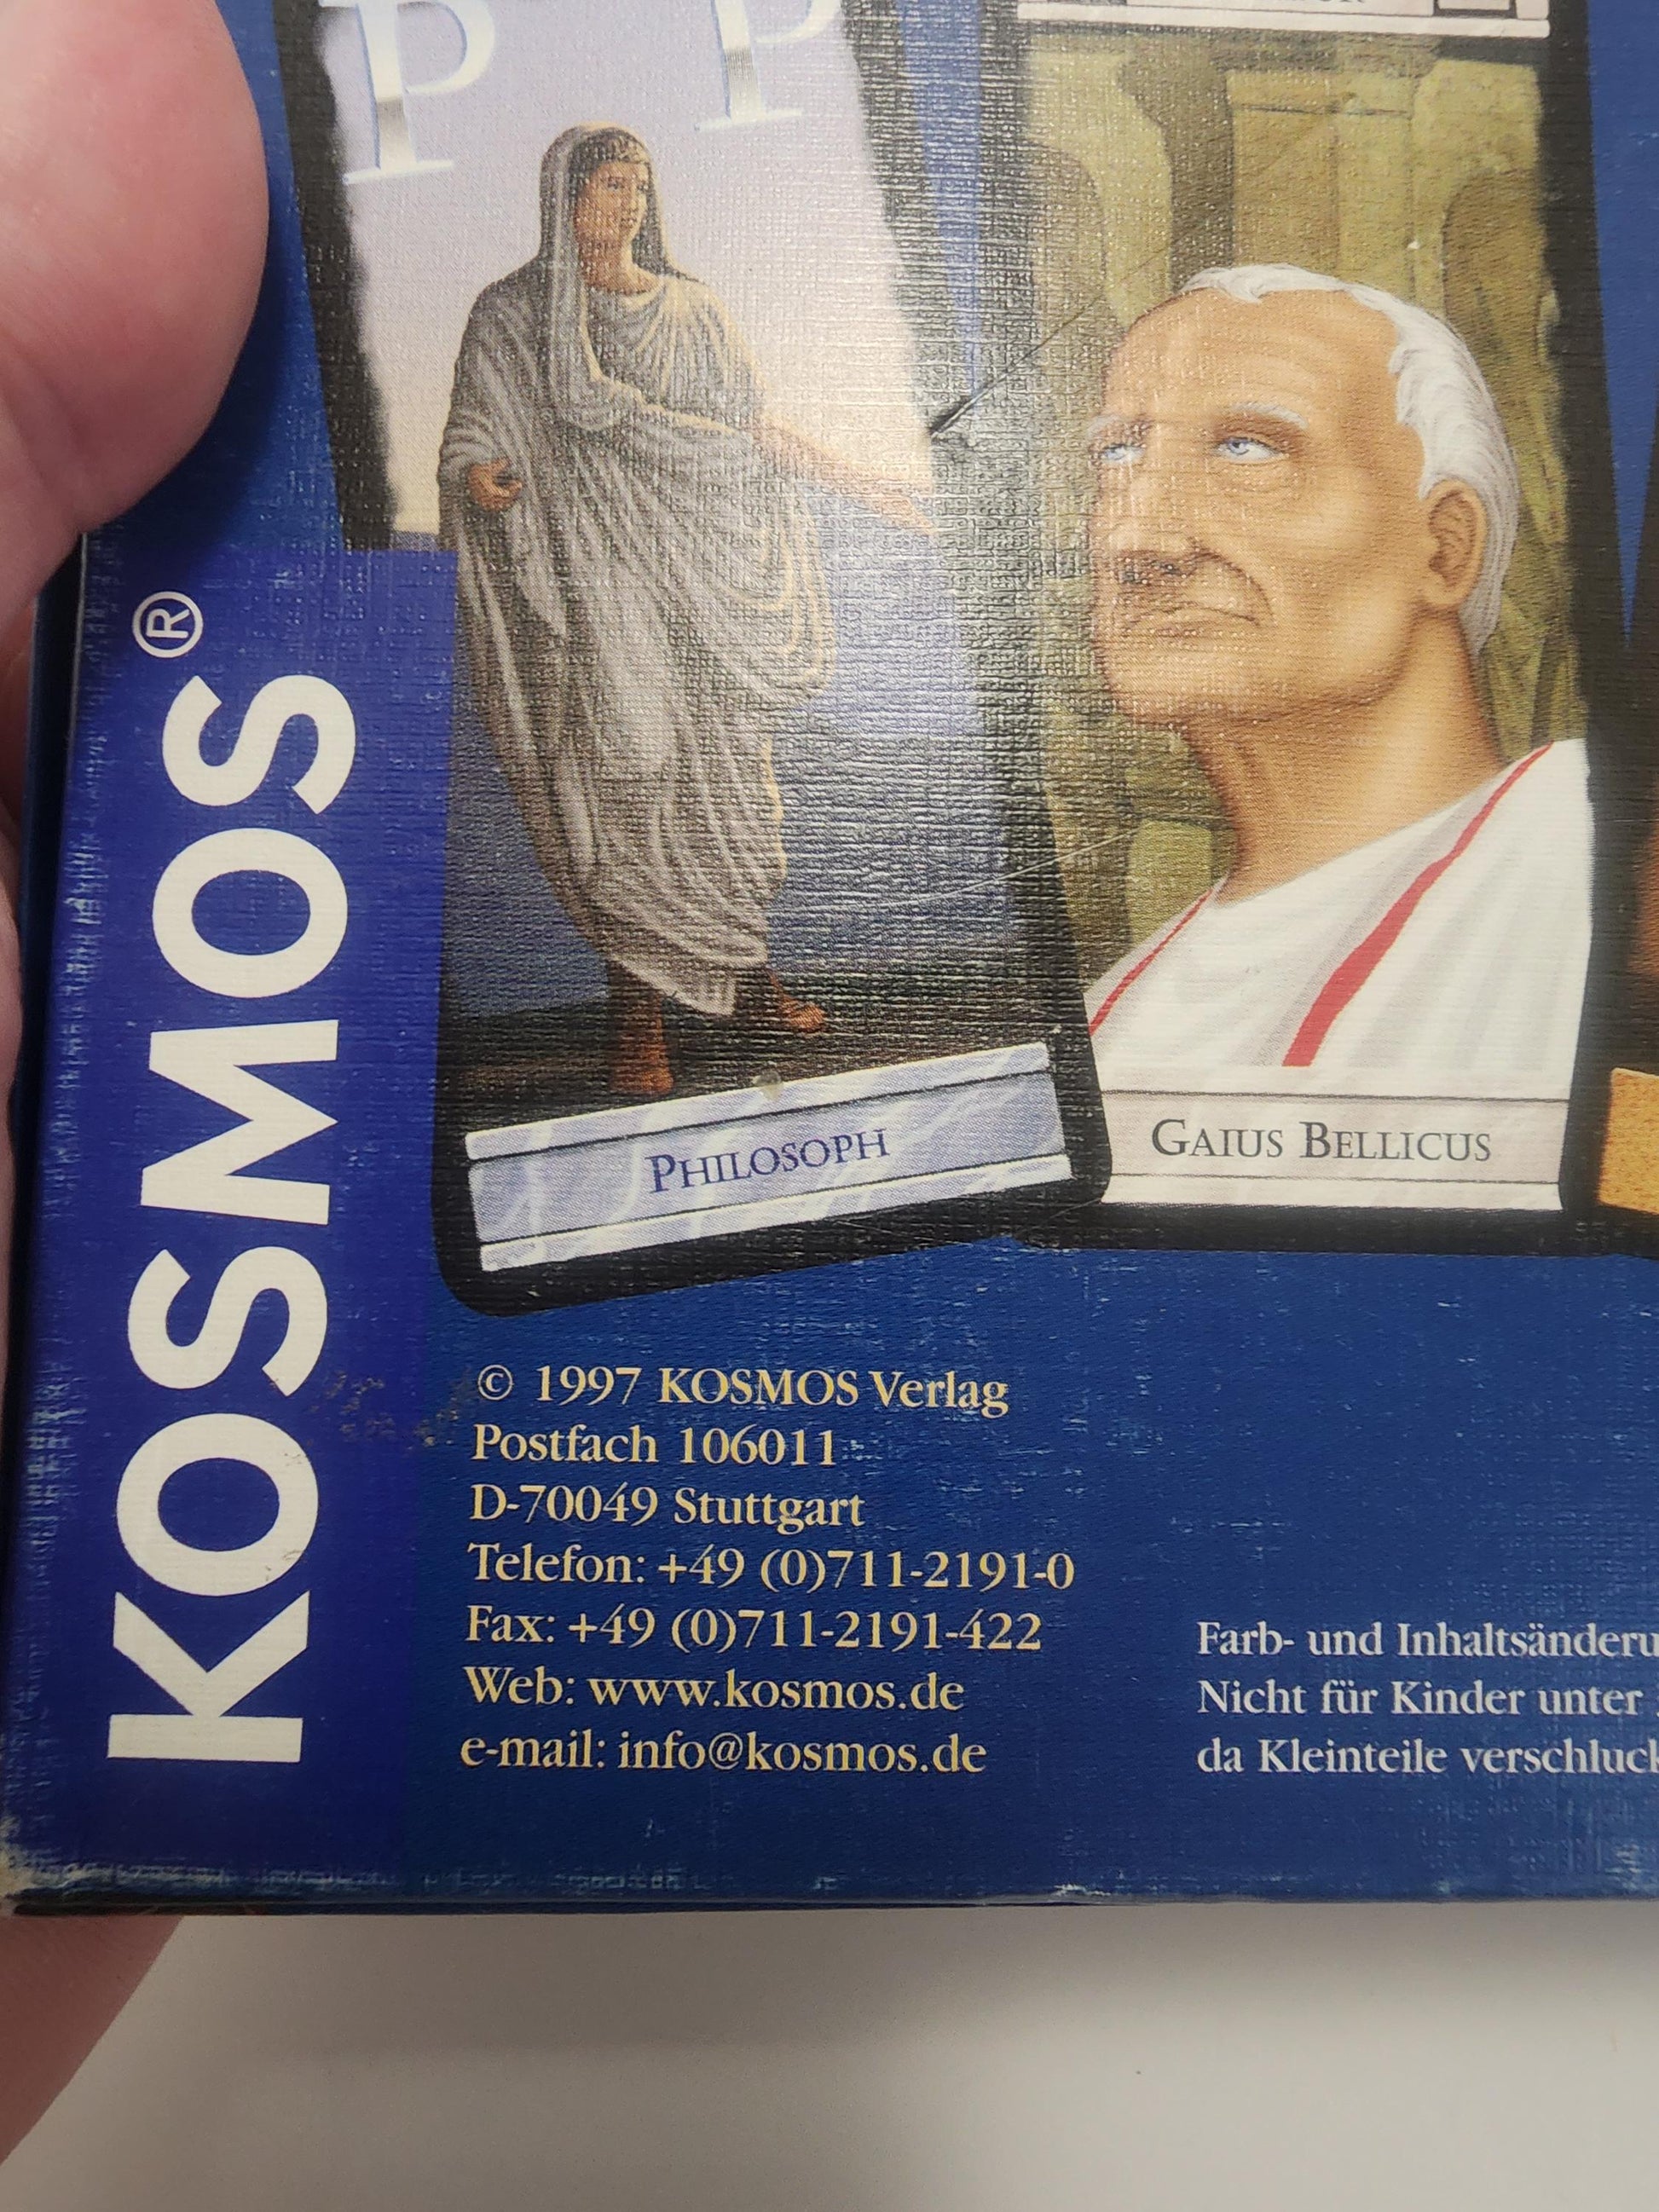 P P
PHILOSOPH
GAIUS BELLICUS
KOSMOS®
© 1997 KOSMOS Verlag
Postfach 106011
D-70049 Stuttgart
Telefon: +49 (0)711-2191-0
Fax: +49 (0)711-2191-422
Web: www.kosmos.de
e-mail: info@kosmos.de
Farb- und Inhaltsänderu
Nicht für Kinder unter
da Kleinteile verschluck